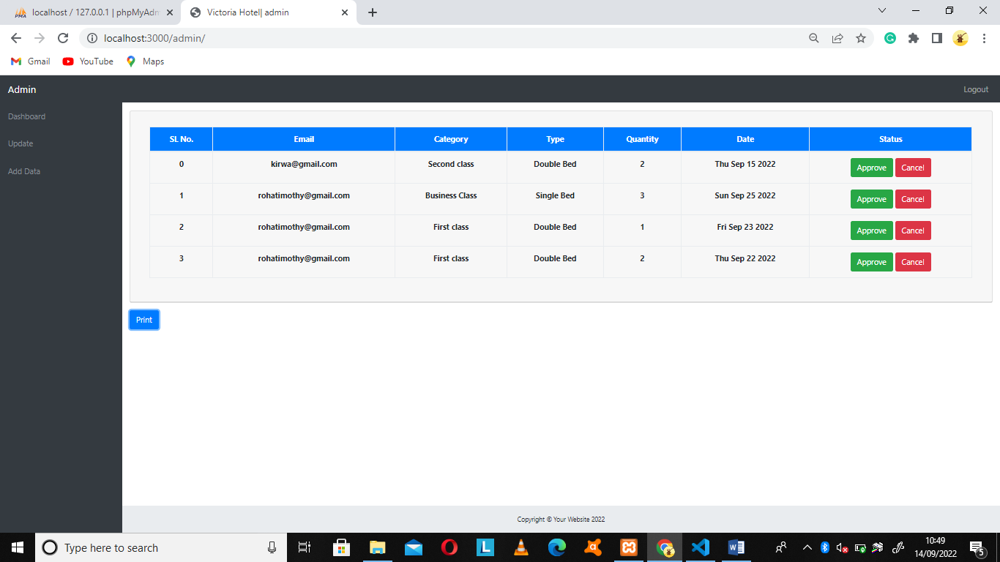 localhost / 127.0.0.1 | phpMyAdm
Victoria Hotel| admin
localhost:3000/admin/
Gmail YouTube Maps
Admin Logout
Dashboard
Update
Add Data
SL No. Email Category Type Quantity Date Status
0 kirwa@gmail.com Second class Double Bed 2 Thu Sep 15 2022 Approve Cancel
1 rohatimothy@gmail.com Business Class Single Bed 3 Sun Sep 25 2022 Approve Cancel
2 rohatimothy@gmail.com First class Double Bed 1 Fri Sep 23 2022 Approve Cancel
3 rohatimothy@gmail.com First class Double Bed 2 Thu Sep 22 2022 Approve Cancel
Print
Copyright © Your Website 2022
Type here to search
10:49
14/09/2022
5